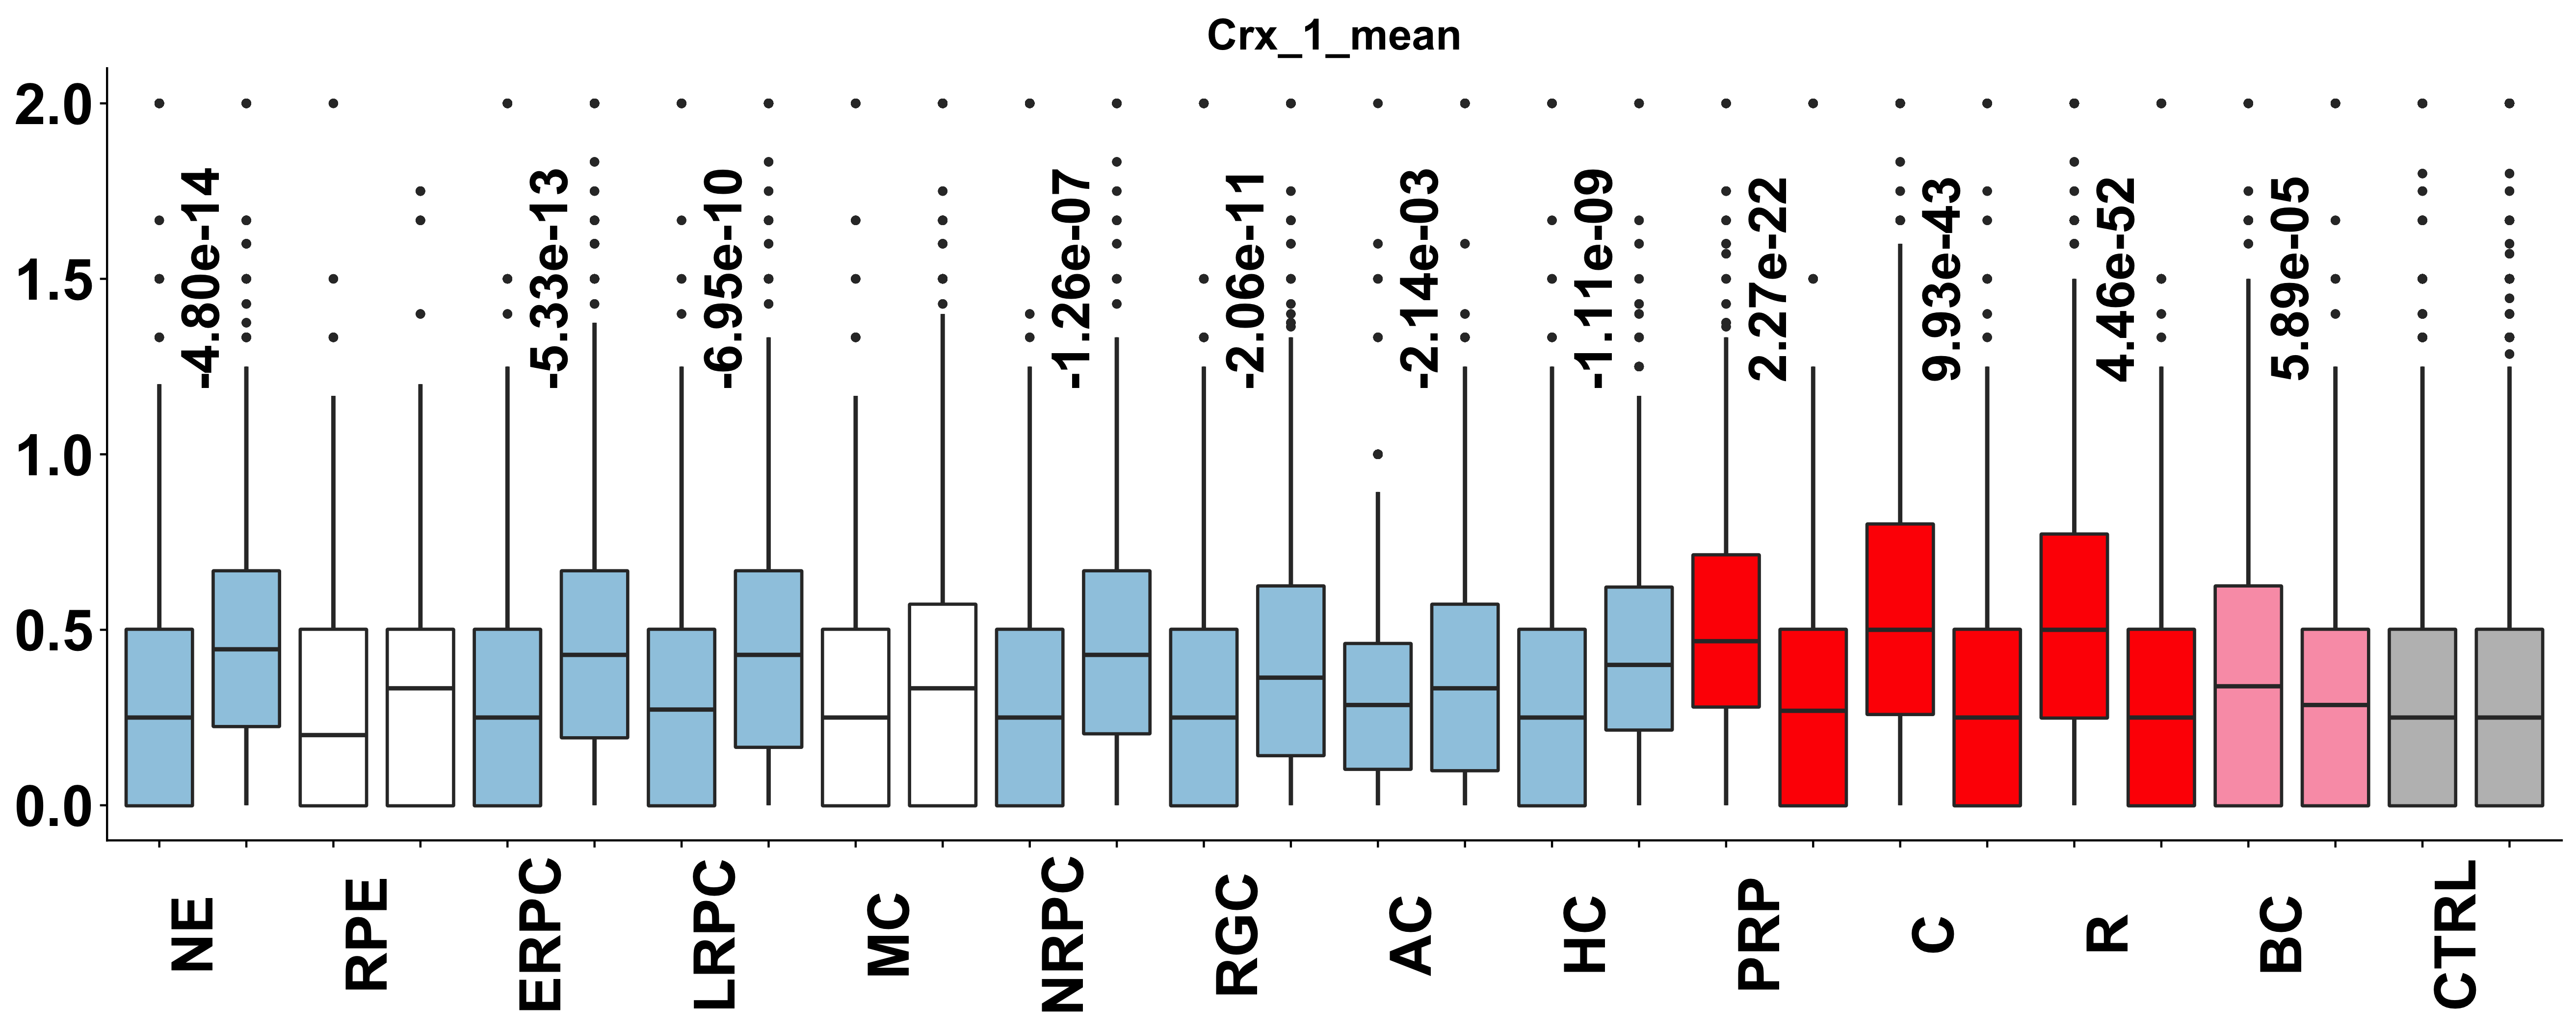 Crx_1_mean
2.0
1.5
1.0
0.5
0.0
-4.80e-14
-5.33e-13
-6.95e-10
-1.26e-07
-2.06e-11
-2.14e-03
-1.11e-09
2.27e-22
9.93e-43
4.46e-52
5.89e-05
NE
RPE
ERPC
LRPC
MC
NRPC
RGC
AC
HC
PRP
C
R
BC
CTRL